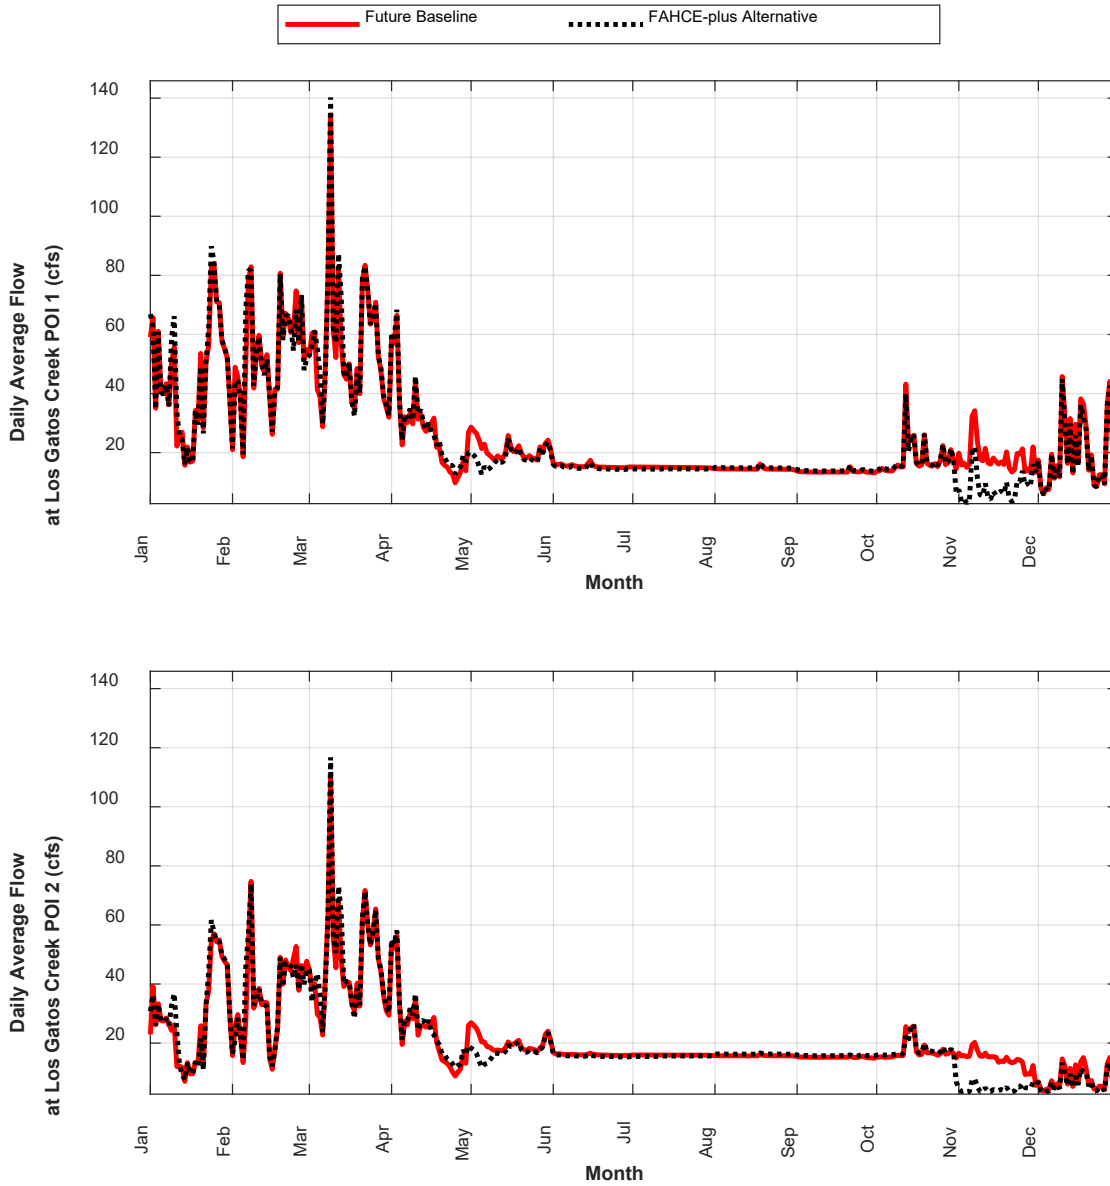 Future Baseline
FAHCE-plus Alternative
Daily Average Flow
at Los Gatos Creek POI 1 (cfs)
140
120
100
80
60
40
20
Jan
Feb
Mar
Apr
May
Jun
Jul
Aug
Sep
Oct
Nov
Dec
Month
Daily Average Flow
at Los Gatos Creek POI 2 (cfs)
140
120
100
80
60
40
20
Jan
Feb
Mar
Apr
May
Jun
Jul
Aug
Sep
Oct
Nov
Dec
Month